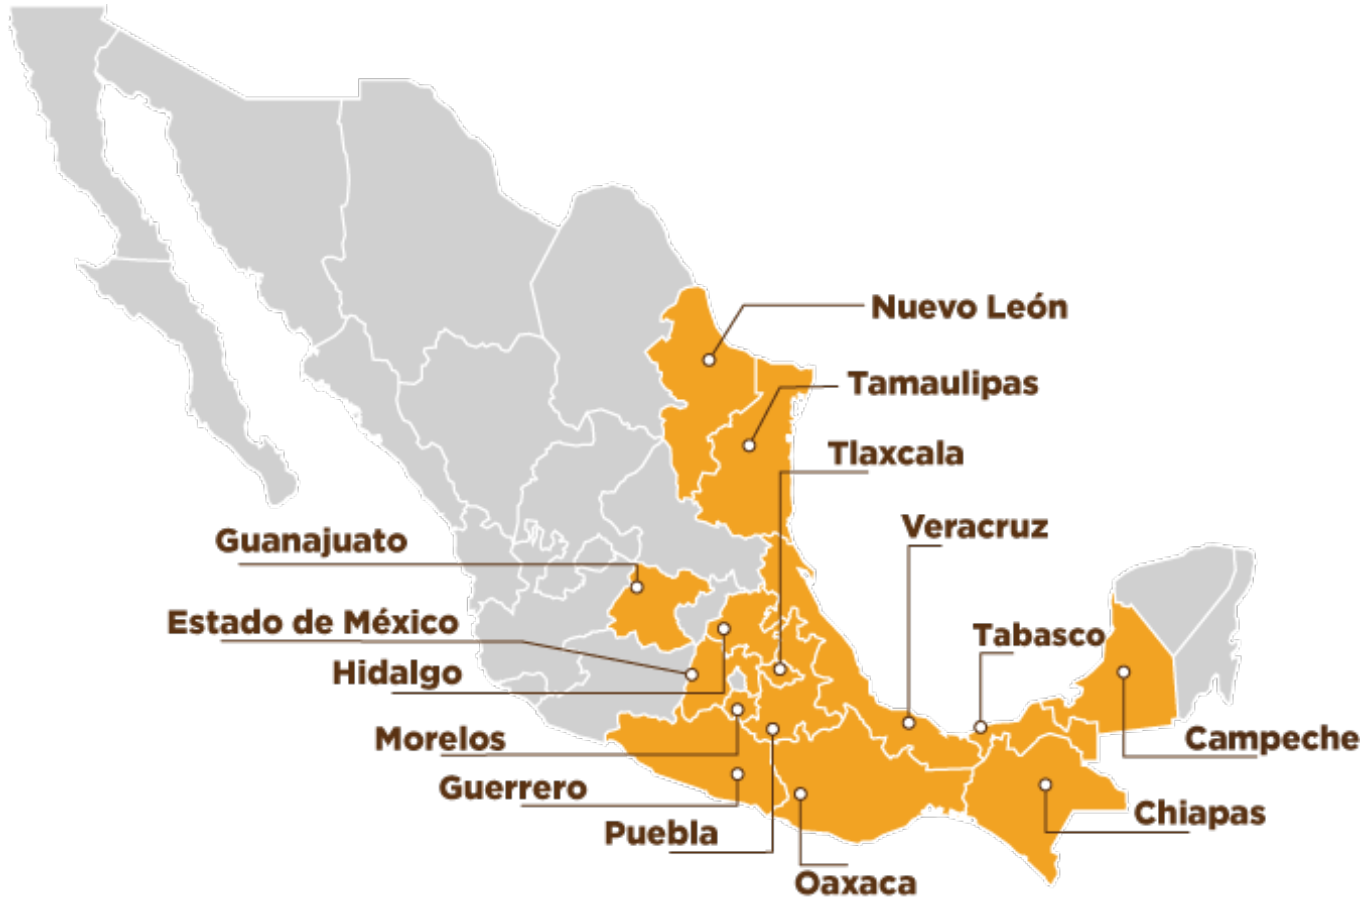 Nuevo León
Tamaulipas
Tlaxcala
Veracruz
Guanajuato
Estado de México
Tabasco
Hidalgo
Morelos
Campeche
Guerrero
Chiapas
Puebla
Oaxaca